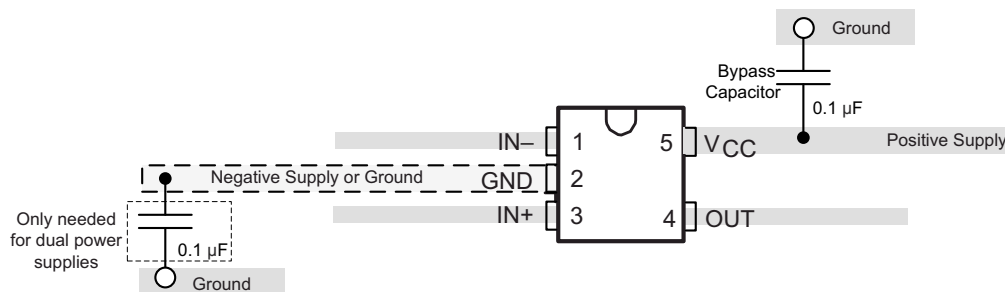 Ground
Bypass
Capacitor
0.1 µF
IN–
1
5
VCC
Positive Supply
Negative Supply or Ground
GND
2
IN+
3
4
OUT
Only needed
for dual power
supplies
0.1 µF
Ground